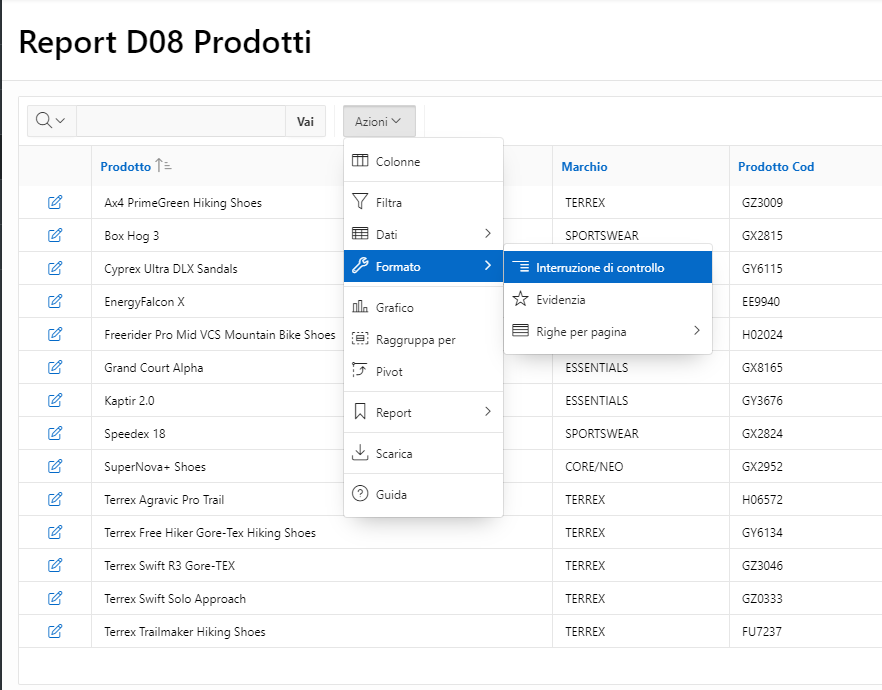 Report D08 Prodotti
Vai
Azioni
Prodotto Marchio Prodotto Cod
Ax4 PrimeGreen Hiking Shoes TERREX GZ3009
Box Hog 3 SPORTSWEAR GX2815
Cyprex Ultra DLX Sandals GY6115
EnergyFalcon X EE9940
Freerider Pro Mid VCS Mountain Bike Shoes H02024
Grand Court Alpha ESSENTIALS GX8165
Kaptir 2.0 ESSENTIALS GY3676
Speedex 18 SPORTSWEAR GX2824
SuperNova+ Shoes CORE/NEO GX2952
Terrex Agravic Pro Trail TERREX H06572
Terrex Free Hiker Gore-Tex Hiking Shoes TERREX GY6134
Terrex Swift R3 Gore-TEX TERREX GZ3046
Terrex Swift Solo Approach TERREX GZ0333
Terrex Trailmaker Hiking Shoes TERREX FU7237
Colonne
Filtra
Dati
Formato
Grafico
Raggruppa per
Pivot
Report
Scarica
Guida
Interruzione di controllo
Evidenzia
Righe per pagina